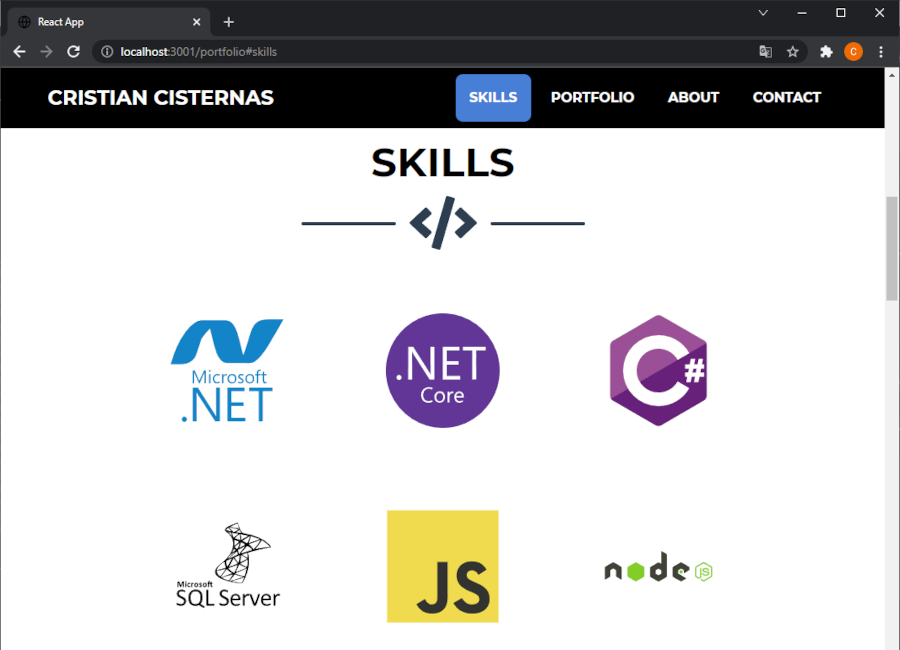 React App
localhost:3001/portfolio#skills
C
CRISTIAN CISTERNAS
SKILLS
PORTFOLIO
ABOUT
CONTACT
SKILLS
</>
Microsoft
.NET
.NET
Core
C#
Microsoft
SQL Server
JS
node
JS